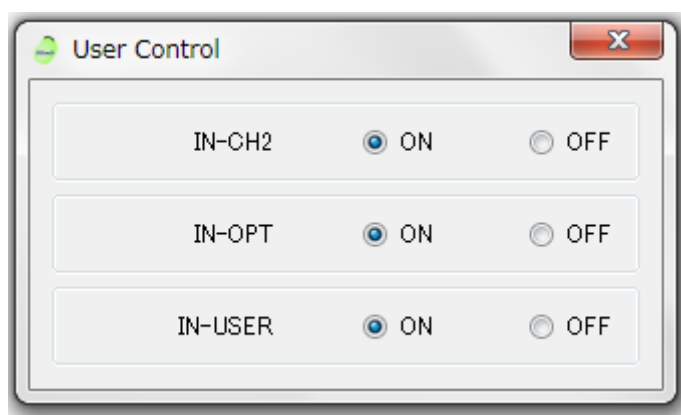 User Control
IN-CH2 ON OFF
IN-OPT ON OFF
IN-USER ON OFF